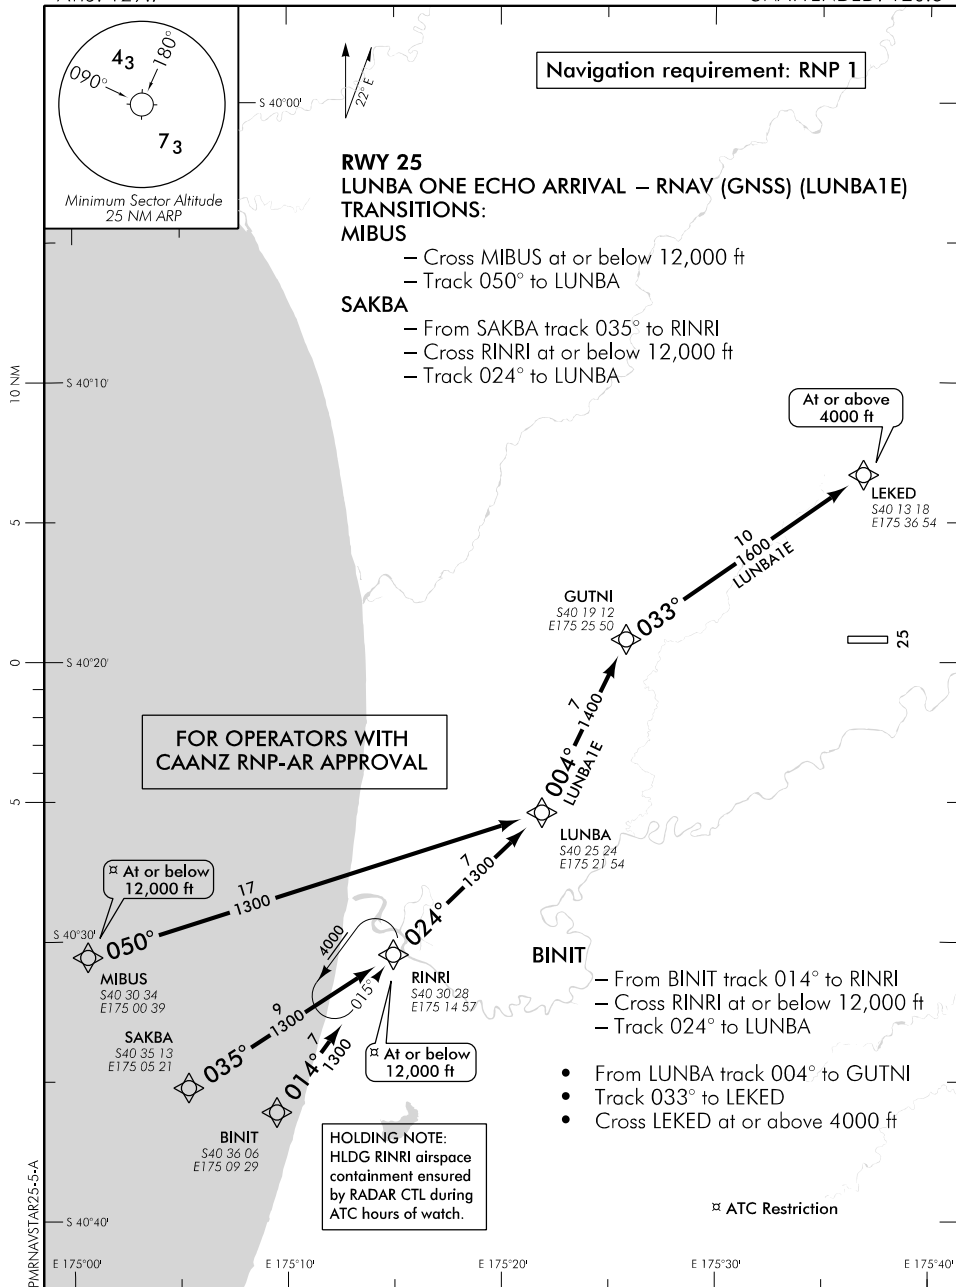 43
180°
090°
73
Minimum Sector Altitude
25 NM ARP
22° E
S 40°00'
Navigation requirement: RNP 1
RWY 25
LUNBA ONE ECHO ARRIVAL – RNAV (GNSS) (LUNBA1E)
TRANSITIONS:
MIBUS
– Cross MIBUS at or below 12,000 ft
– Track 050° to LUNBA
SAKBA
– From SAKBA track 035° to RINRI
– Cross RINRI at or below 12,000 ft
– Track 024° to LUNBA
10 NM
S 40°10'
At or above
4000 ft
LEKED
S40 13 18
E175 36 54
5
10
1600
LUNBA1E
GUTNI
S40 19 12
E175 25 50
033°
25
0
S 40°20'
7
1400
FOR OPERATORS WITH
CAANZ RNP-AR APPROVAL
004°
LUNBA1E
5
LUNBA
S40 25 24
E175 21 54
¤ At or below
12,000 ft
17
1300
7
1300
024°
S 40°30'
050°
4000
015°
MIBUS
S40 30 34
E175 00 39
RINRI
S40 30 28
E175 14 57
BINIT
– From BINIT track 014° to RINRI
– Cross RINRI at or below 12,000 ft
– Track 024° to LUNBA
SAKBA
S40 35 13
E175 05 21
9
1300
035°
7
1300
014°
¤ At or below
12,000 ft
• From LUNBA track 004° to GUTNI
• Track 033° to LEKED
• Cross LEKED at or above 4000 ft
BINIT
S40 36 06
E175 09 29
HOLDING NOTE:
HLDG RINRI airspace
containment ensured
by RADAR CTL during
ATC hours of watch.
¤ ATC Restriction
S 40°40'
PMRNAVSTAR25-5-A
E 175°00'
E 175°10'
E 175°20'
E 175°30'
E 175°40'